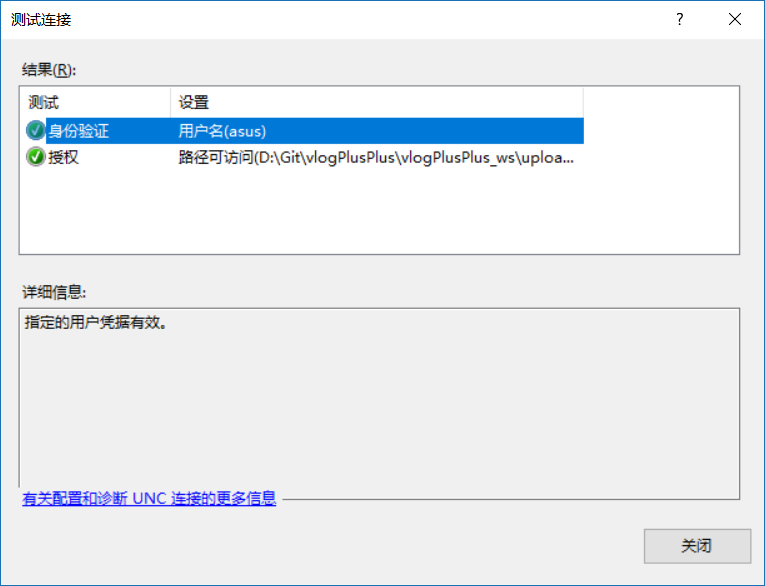 测试连接
?
结果(R):
测试 设置
身份验证 用户名(asus)
授权 路径可访问(D:\Git\vlogPlusPlus\vlogPlusPlus_ws\uploa...
详细信息:
指定的用户凭据有效。
有关配置和诊断 UNC 连接的更多信息
关闭